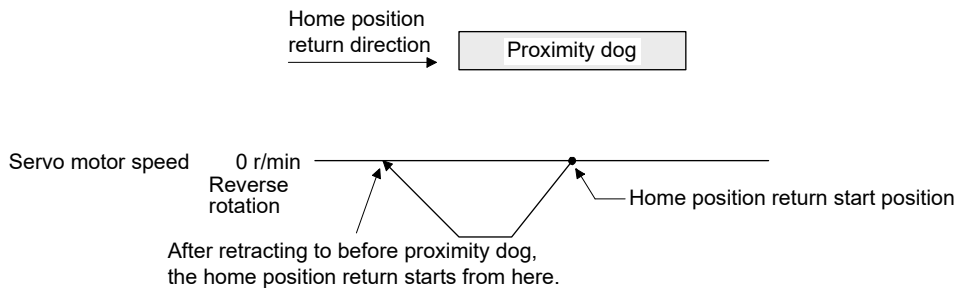 Home position
return direction
Proximity dog
Servo motor speed 0 r/min
Reverse
rotation
Home position return start position
After retracting to before proximity dog,
the home position return starts from here.